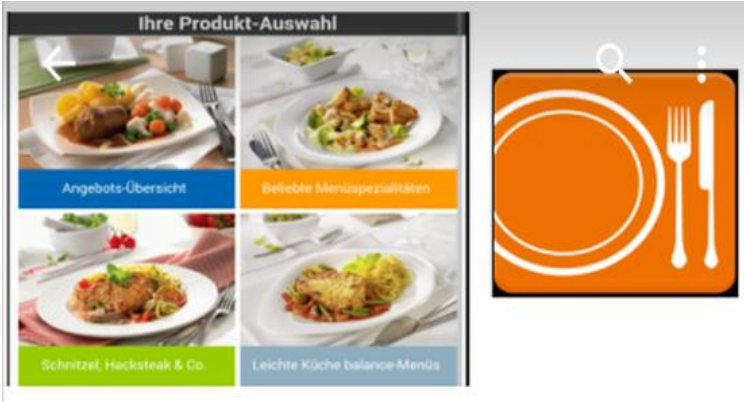 Ihre Produkt-Auswahl
Angebots-Übersicht
Beliebte Menüspezialitäten
Schnitzel, Hacksteak & Co.
Leichte Küche balance-Menüs